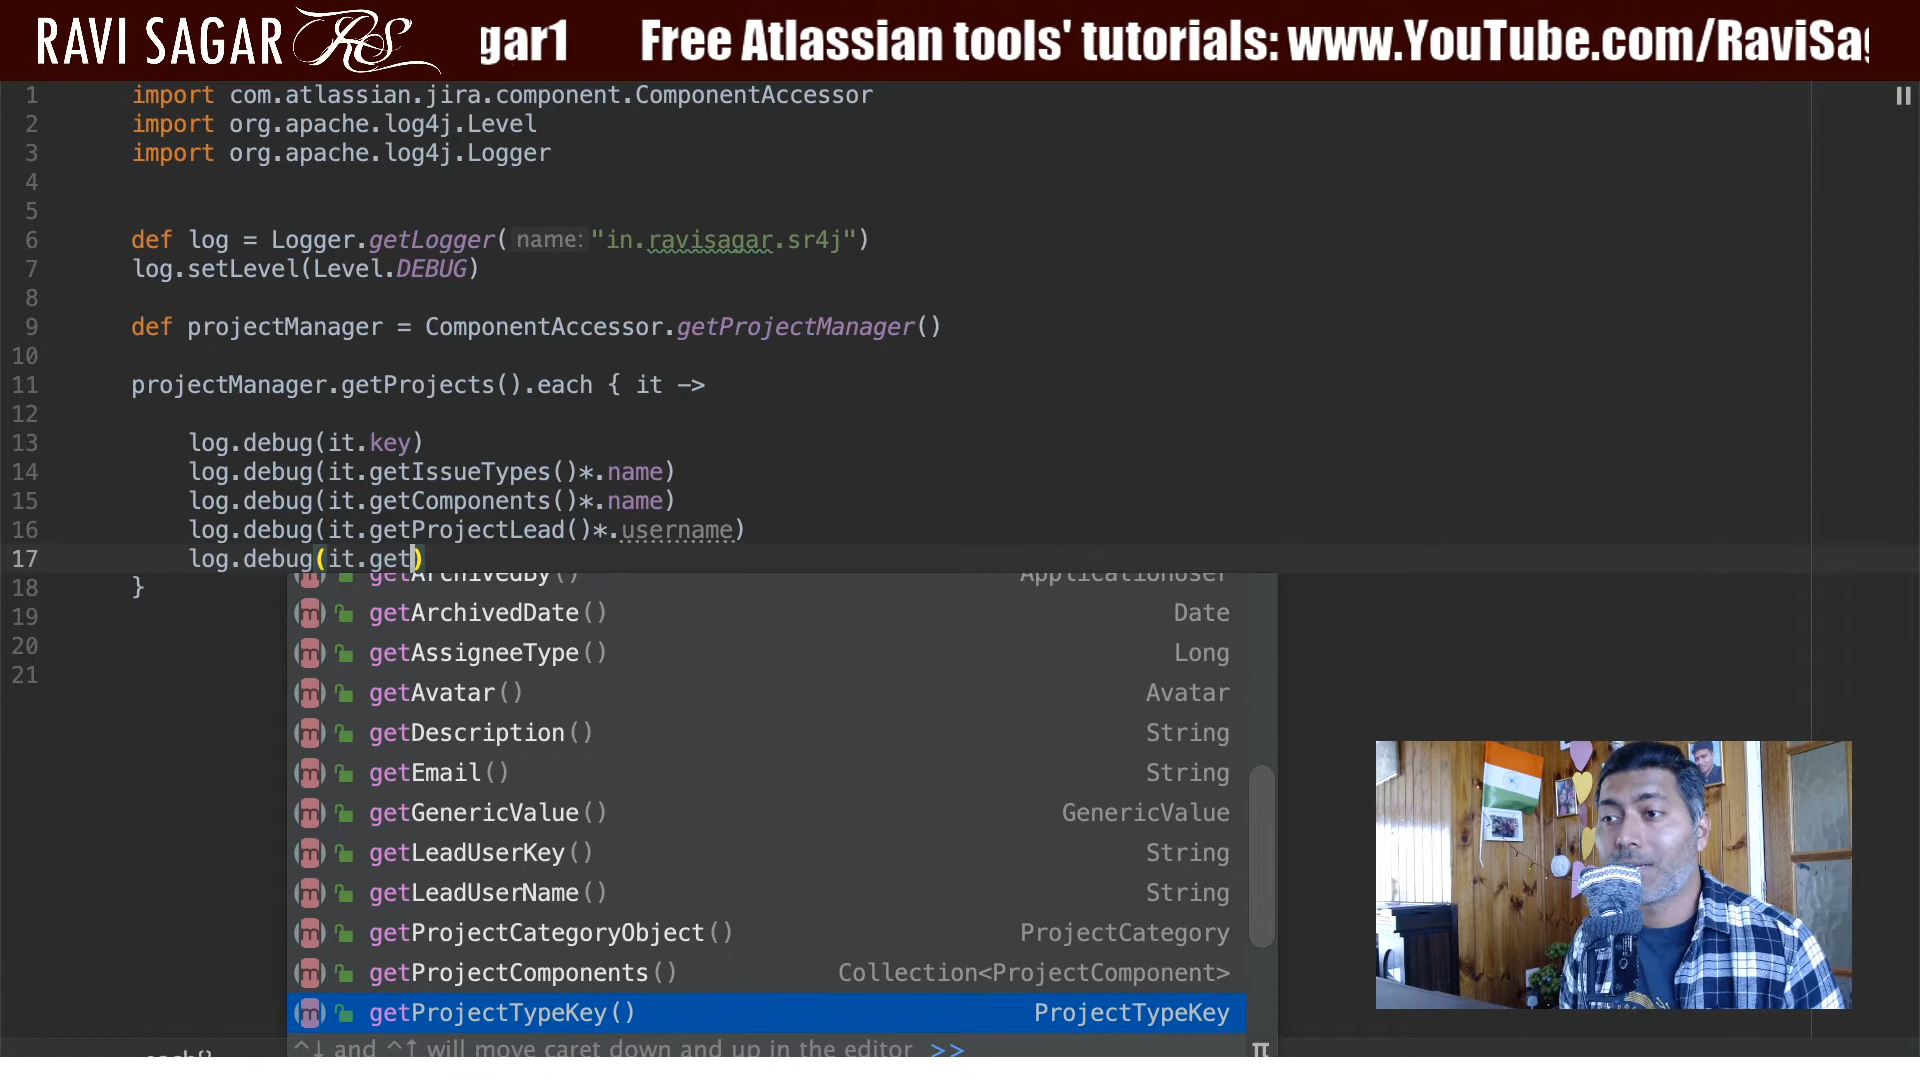 RAVI SAGAR RS gar1 Free Atlassian tools' tutorials: www.YouTube.com/RaviSag
1 import com.atlassian.jira.component.ComponentAccessor
2 import org.apache.log4j.Level
3 import org.apache.log4j.Logger
4
5
6 def log = Logger.getLogger( name: "in.ravisagar.sr4j")
7 log.setLevel(Level.DEBUG)
8
9 def projectManager = ComponentAccessor.getProjectManager()
10
11 projectManager.getProjects().each { it ->
12
13 log.debug(it.key)
14 log.debug(it.getIssueTypes()*.name)
15 log.debug(it.getComponents()*.name)
16 log.debug(it.getProjectLead()*.username)
17 log.debug(it.get)
18 }
19
20
21
m getArchivedBy() ApplicationUser
m getArchivedDate() Date
m getAssigneeType() Long
m getAvatar() Avatar
m getDescription() String
m getEmail() String
m getGenericValue() GenericValue
m getLeadUserKey() String
m getLeadUserName() String
m getProjectCategoryObject() ProjectCategory
m getProjectComponents() Collection<ProjectComponent>
m getProjectTypeKey() ProjectTypeKey
^↓ and ^↑ will move caret down and up in the editor >> π
each{}